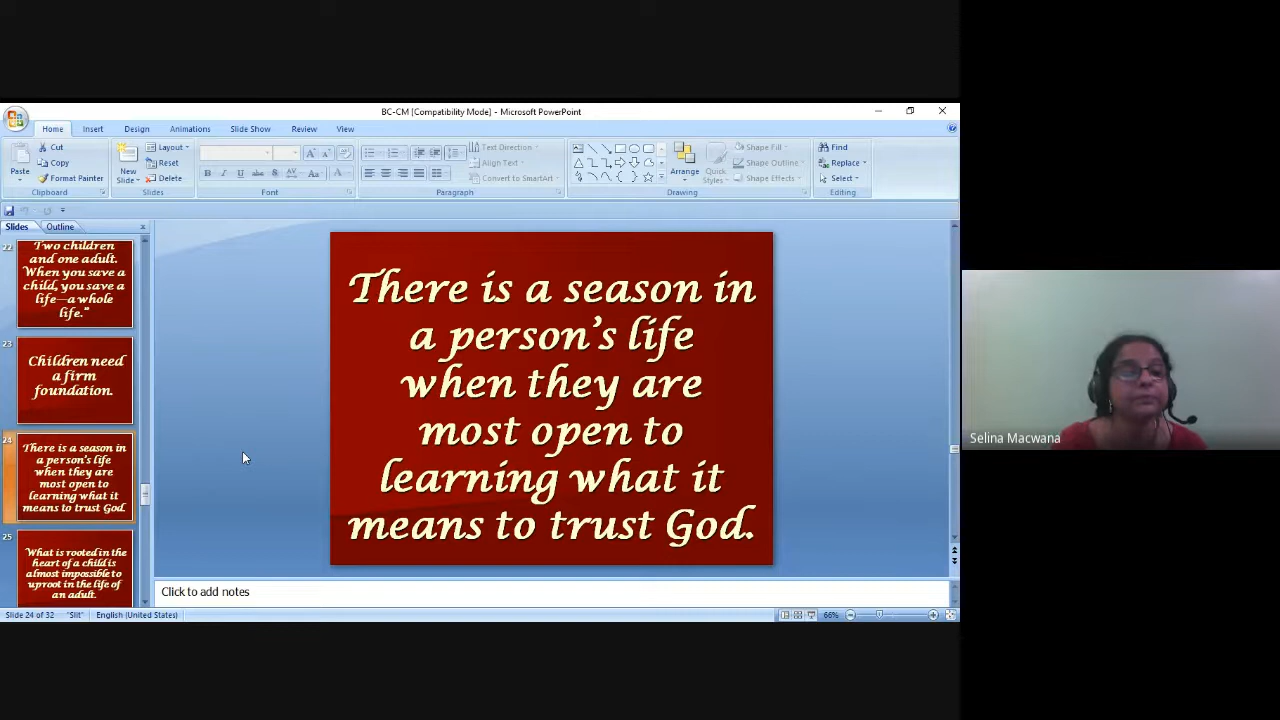 BC-CM [Compatibility Mode] - Microsoft PowerPoint
Home Insert Design Animations Slide Show Review View
Paste
Cut
Copy
Format Painter
Clipboard
New Slide
Layout
Reset
Delete
Slides
Font
Text Direction
Align Text
Convert to SmartArt
Paragraph
Arrange
Quick Styles
Shape Fill
Shape Outline
Shape Effects
Drawing
Find
Replace
Select
Editing
Slides Outline
22
Two children
and one adult.
When you save a
child, you save a
life—a whole
life."
23
Children need
a firm
foundation.
24
There is a season in
a person's life
when they are
most open to
learning what it
means to trust God.
25
What is rooted in the
heart of a child is
almost impossible to
uproot in the life of
an adult.
There is a season in
a person's life
when they are
most open to
learning what it
means to trust God.
Click to add notes
Slide 24 of 32 "Slit" English (United States) 66%
Selina Macwana